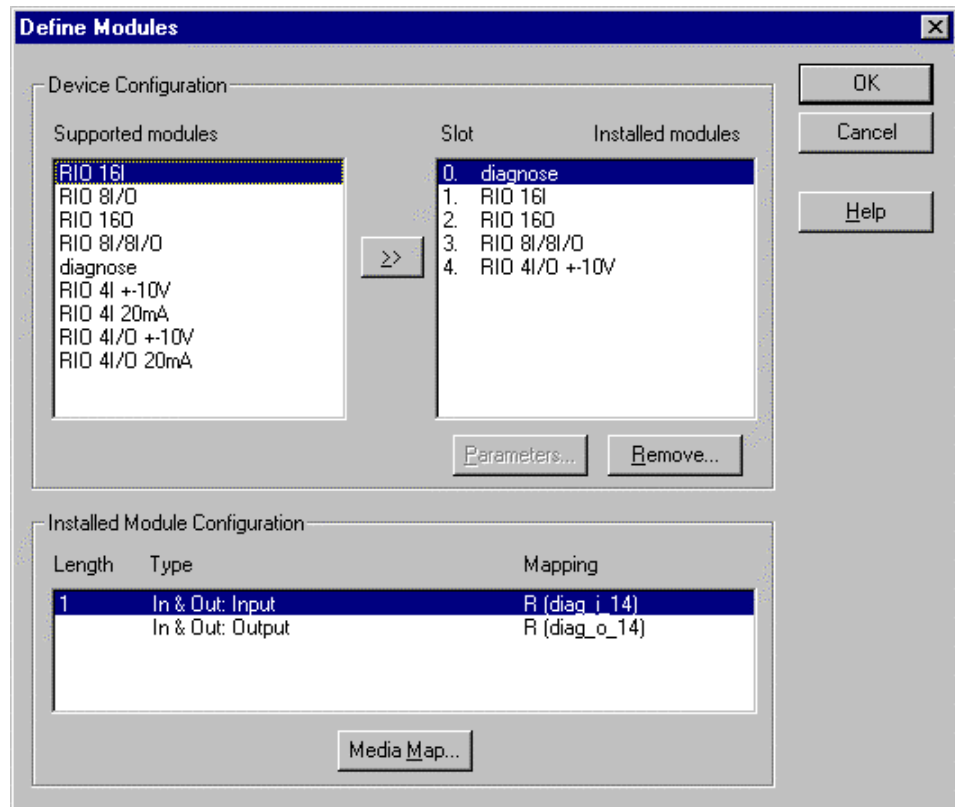 Define Modules
Device Configuration
OK
Supported modules
Slot Installed modules
Cancel
RIO 16I
RIO 8I/O
RIO 16O
RIO 8I/8I/O
diagnose
RIO 4I +-10V
RIO 4I 20mA
RIO 4I/O +-10V
RIO 4I/O 20mA
>>
0. diagnose
1. RIO 16I
2. RIO 16O
3. RIO 8I/8I/O
4. RIO 4I/O +-10V
Help
Parameters... Remove...
Installed Module Configuration
Length Type Mapping
1 In & Out: Input R (diag_i_14)
In & Out: Output R (diag_o_14)
Media Map...